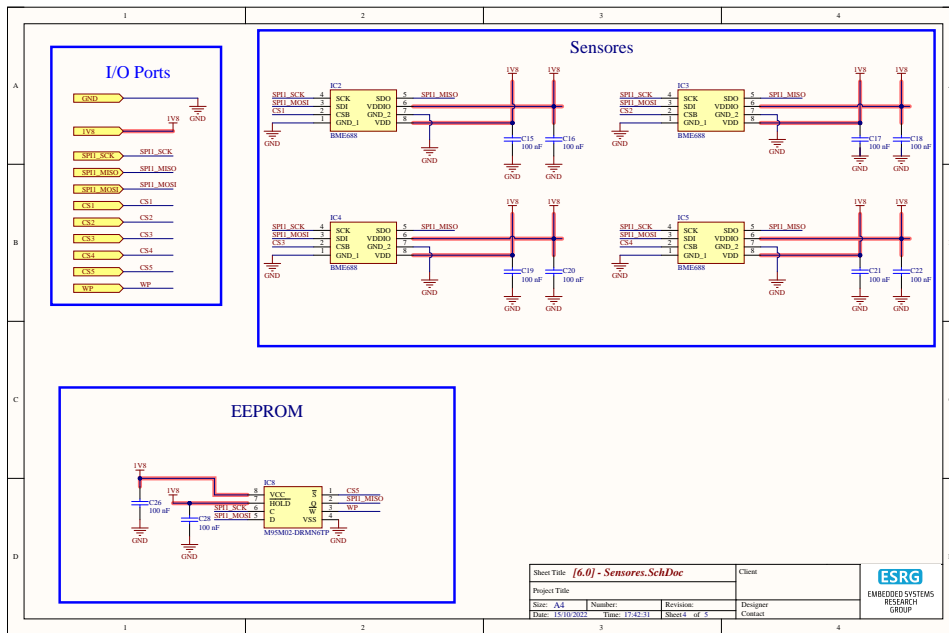 1 2 3 4
A
B
C
D
I/O Ports
GND
GND
1V8 1V8
SPI1_SCK SPI1_SCK
SPI1_MISO SPI1_MISO
SPI1_MOSI SPI1_MOSI
CS1 CS1
CS2 CS2
CS3 CS3
CS4 CS4
CS5 CS5
WP WP
Sensores
IC2
SPI1_SCK 4 SCK SDO 5 SPI1_MISO
SPI1_MOSI 3 SDI VDDIO 6
CS1 2 CSB GND_2 7
1 GND_1 VDD 8
BME688
GND
GND
1V8 1V8
C15 100 nF
C16 100 nF
GND GND
IC3
SPI1_SCK 4 SCK SDO 5 SPI1_MISO
SPI1_MOSI 3 SDI VDDIO 6
CS2 2 CSB GND_2 7
1 GND_1 VDD 8
BME688
GND
GND
1V8 1V8
C17 100 nF
C18 100 nF
GND GND
IC4
SPI1_SCK 4 SCK SDO 5 SPI1_MISO
SPI1_MOSI 3 SDI VDDIO 6
CS3 2 CSB GND_2 7
1 GND_1 VDD 8
BME688
GND
GND
1V8 1V8
C19 100 nF
C20 100 nF
GND GND
IC5
SPI1_SCK 4 SCK SDO 5 SPI1_MISO
SPI1_MOSI 3 SDI VDDIO 6
CS4 2 CSB GND_2 7
1 GND_1 VDD 8
BME688
GND
GND
1V8 1V8
C21 100 nF
C22 100 nF
GND GND
EEPROM
1V8
C26
100 nF
GND
1V8
C28
100 nF
GND
IC8
8 VCC S 1 CS5
7 HOLD Q 2 SPI1_MISO
SPI1_SCK 6 C W 3 WP
SPI1_MOSI 5 D VSS 4
M95M02-DRMN6TP
GND
Sheet Title [6.0] - Sensores.SchDoc
Client
Project Title
Size: A4 Number: Revision:
Date: 15/10/2022 Time: 17:42:31 Sheet 4 of 5
Designer
Contact
ESRG
EMBEDDED SYSTEMS
RESEARCH
GROUP
1 2 3 4